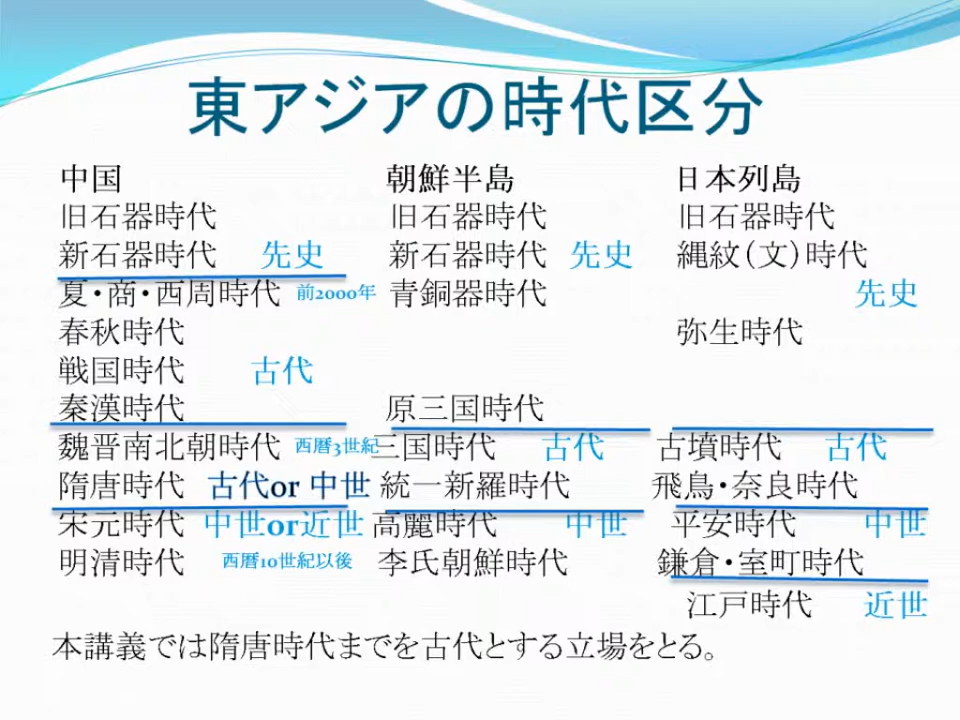 東アジアの時代区分
中国 朝鮮半島 日本列島
旧石器時代 旧石器時代 旧石器時代
新石器時代 先史 新石器時代 先史 縄紋(文)時代
夏・商・西周時代 前2000年 青銅器時代 先史
春秋時代 弥生時代
戦国時代 古代
秦漢時代 原三国時代
魏晋南北朝時代 西暦3世紀 三国時代 古代 古墳時代 古代
隋唐時代 古代or 中世 統一新羅時代 飛鳥・奈良時代
宋元時代 中世or近世 高麗時代 中世 平安時代 中世
明清時代 西暦10世紀以後 李氏朝鮮時代 鎌倉・室町時代
江戸時代 近世
本講義では隋唐時代までを古代とする立場をとる。